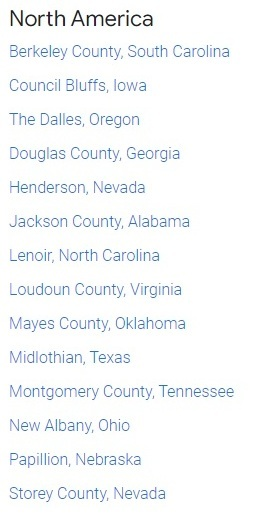 North America
Berkeley County, South Carolina
Council Bluffs, Iowa
The Dalles, Oregon
Douglas County, Georgia
Henderson, Nevada
Jackson County, Alabama
Lenoir, North Carolina
Loudoun County, Virginia
Mayes County, Oklahoma
Midlothian, Texas
Montgomery County, Tennessee
New Albany, Ohio
Papillion, Nebraska
Storey County, Nevada